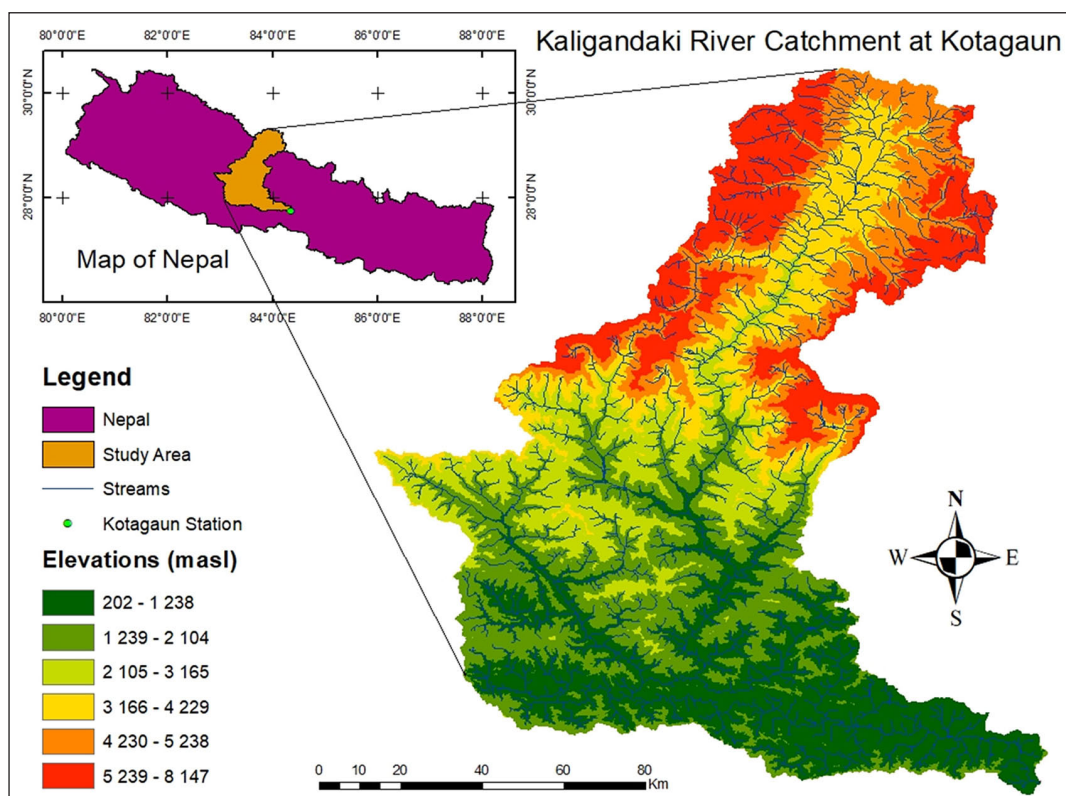 Kaligandaki River Catchment at Kotagaun
80°0'0"E 82°0'0"E 84°0'0"E 86°0'0"E 88°0'0"E
30°0'0"N
30°0'0"N
28°0'0"N
28°0'0"N
Map of Nepal
80°0'0"E 82°0'0"E 84°0'0"E 86°0'0"E 88°0'0"E
Legend
Nepal
Study Area
Streams
Kotagaun Station
Elevations (masl)
202 - 1 238
1 239 - 2 104
2 105 - 3 165
3 166 - 4 229
4 230 - 5 238
5 239 - 8 147
N
W E
S
0 10 20 40 60 80
Km